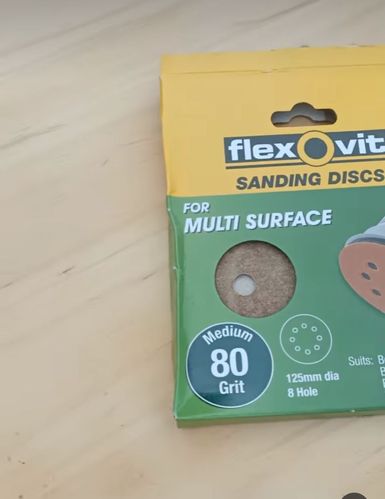 flexovit
SANDING DISCS
FOR
MULTI SURFACE
Medium
80
Grit
125mm dia
8 Hole
Suits: